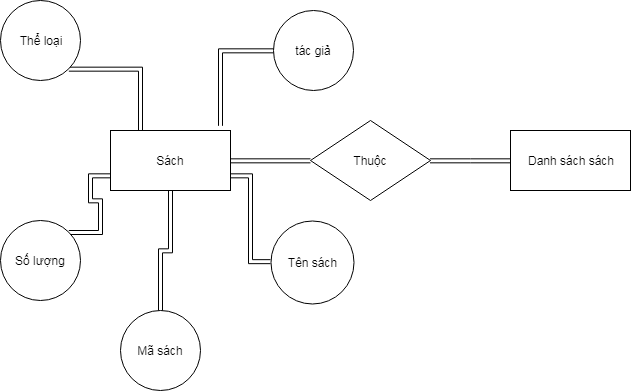 Thể loại
tác giả
Sách
Thuộc
Danh sách sách
Số lượng
Tên sách
Mã sách